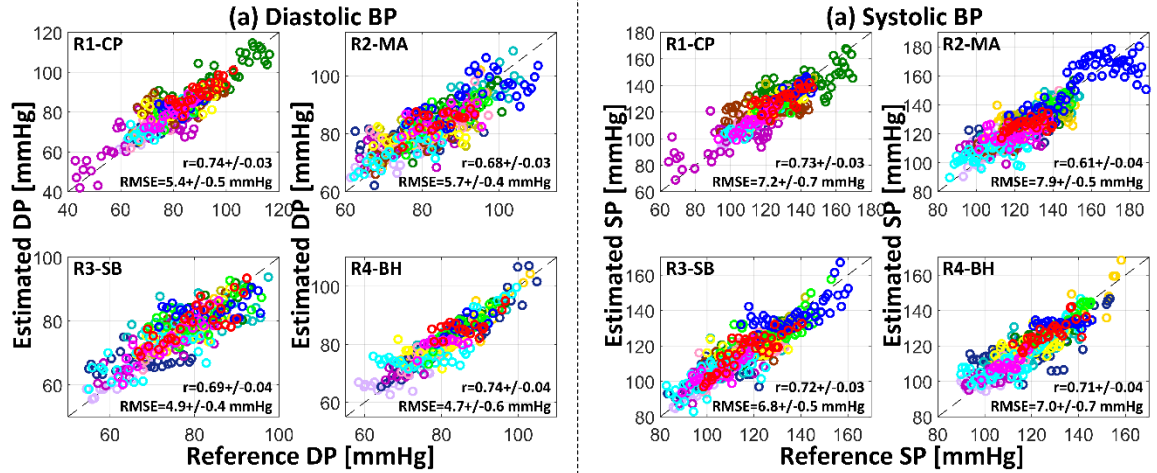 (a) Diastolic BP
(a) Systolic BP
Estimated DP [mmHg]
R1-CP
120
100
80
60
40
40 60 80 100 120
r=0.74+/-0.03
RMSE=5.4+/-0.5 mmHg
Estimated DP [mmHg]
R2-MA
100
80
60
60 80 100
r=0.68+/-0.03
RMSE=5.7+/-0.4 mmHg
R3-SB
100
80
60
60 80 100
r=0.69+/-0.04
RMSE=4.9+/-0.4 mmHg
R4-BH
100
80
60
60 80 100
r=0.74+/-0.04
RMSE=4.7+/-0.6 mmHg
Reference DP [mmHg]
Estimated SP [mmHg]
R1-CP
180
160
140
120
100
80
60
60 80 100 120 140 160 180
r=0.73+/-0.03
RMSE=7.2+/-0.7 mmHg
Estimated SP [mmHg]
R2-MA
180
160
140
120
100
80
80 100 120 140 160 180
r=0.61+/-0.04
RMSE=7.9+/-0.5 mmHg
R3-SB
160
140
120
100
80
80 100 120 140 160
r=0.72+/-0.03
RMSE=6.8+/-0.5 mmHg
R4-BH
160
140
120
100
80
80 100 120 140 160
r=0.71+/-0.04
RMSE=7.0+/-0.7 mmHg
Reference SP [mmHg]